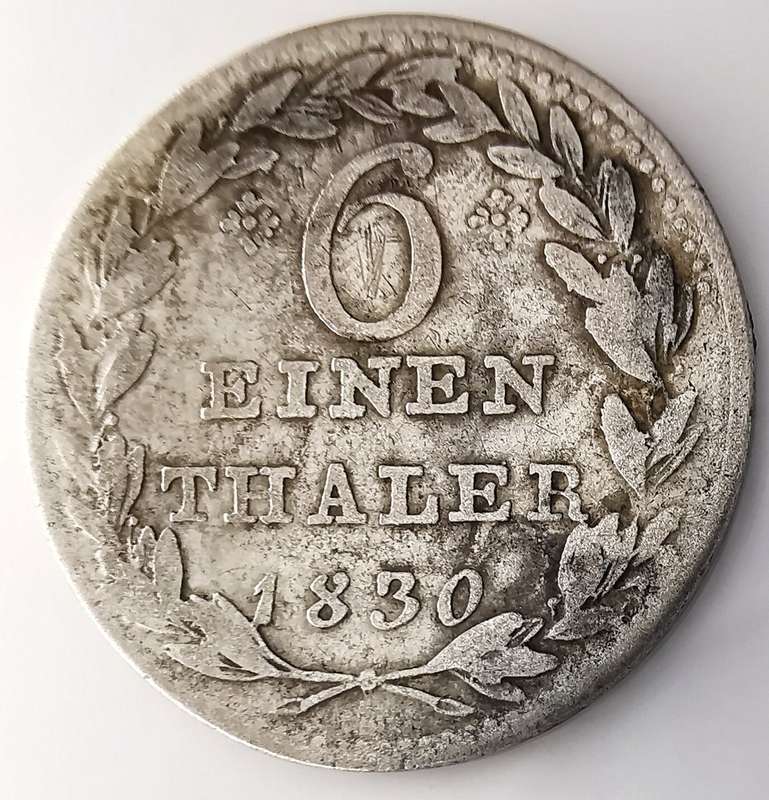 6
EINEN
THALER
1830